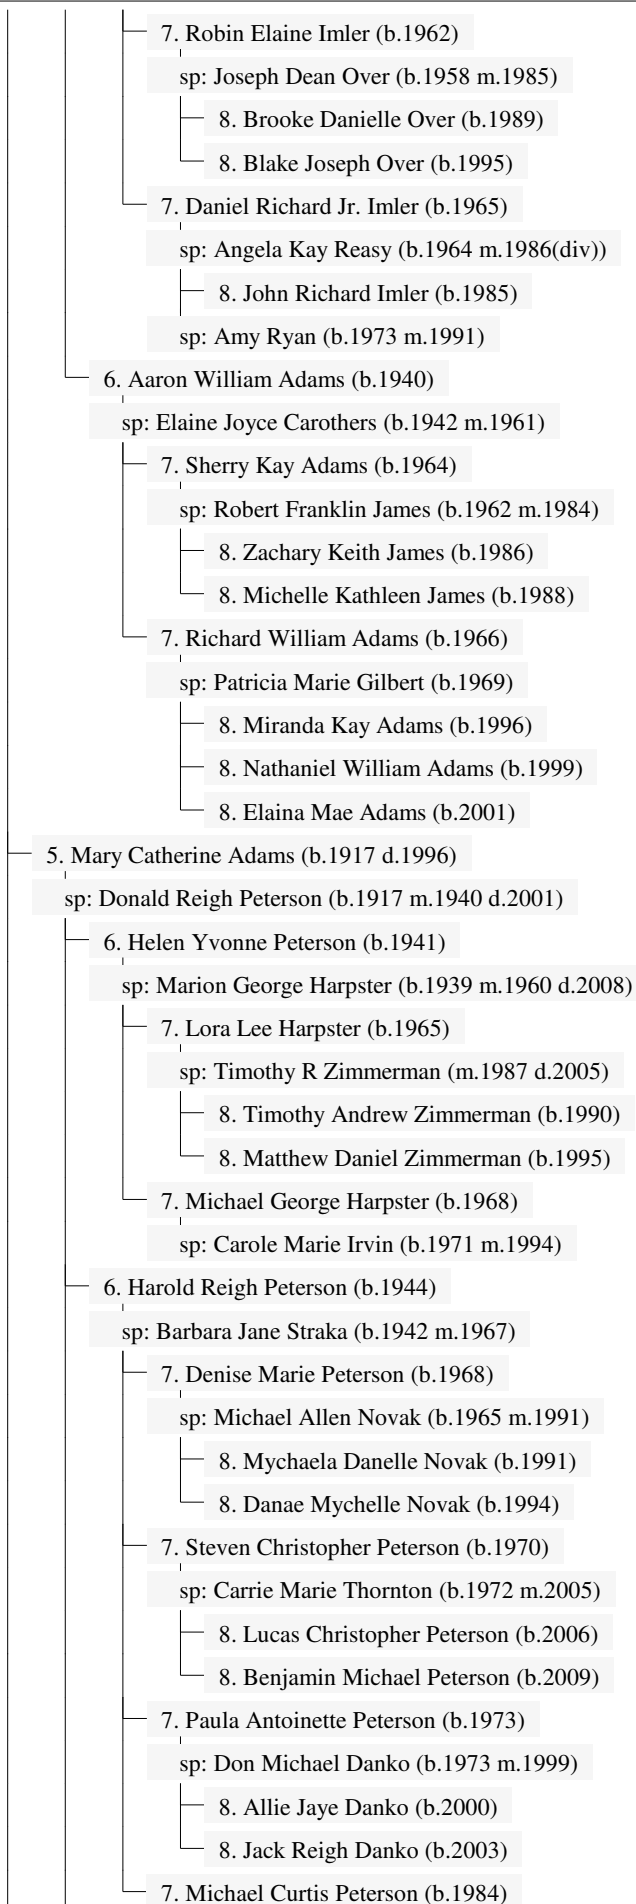 7. Robin Elaine Imler (b.1962)
sp: Joseph Dean Over (b.1958 m.1985)
8. Brooke Danielle Over (b.1989)
8. Blake Joseph Over (b.1995)
7. Daniel Richard Jr. Imler (b.1965)
sp: Angela Kay Reasy (b.1964 m.1986(div))
8. John Richard Imler (b.1985)
sp: Amy Ryan (b.1973 m.1991)
6. Aaron William Adams (b.1940)
sp: Elaine Joyce Carothers (b.1942 m.1961)
7. Sherry Kay Adams (b.1964)
sp: Robert Franklin James (b.1962 m.1984)
8. Zachary Keith James (b.1986)
8. Michelle Kathleen James (b.1988)
7. Richard William Adams (b.1966)
sp: Patricia Marie Gilbert (b.1969)
8. Miranda Kay Adams (b.1996)
8. Nathaniel William Adams (b.1999)
8. Elaina Mae Adams (b.2001)
5. Mary Catherine Adams (b.1917 d.1996)
sp: Donald Reigh Peterson (b.1917 m.1940 d.2001)
6. Helen Yvonne Peterson (b.1941)
sp: Marion George Harpster (b.1939 m.1960 d.2008)
7. Lora Lee Harpster (b.1965)
sp: Timothy R Zimmerman (m.1987 d.2005)
8. Timothy Andrew Zimmerman (b.1990)
8. Matthew Daniel Zimmerman (b.1995)
7. Michael George Harpster (b.1968)
sp: Carole Marie Irvin (b.1971 m.1994)
6. Harold Reigh Peterson (b.1944)
sp: Barbara Jane Straka (b.1942 m.1967)
7. Denise Marie Peterson (b.1968)
sp: Michael Allen Novak (b.1965 m.1991)
8. Mychaela Danelle Novak (b.1991)
8. Danae Mychelle Novak (b.1994)
7. Steven Christopher Peterson (b.1970)
sp: Carrie Marie Thornton (b.1972 m.2005)
8. Lucas Christopher Peterson (b.2006)
8. Benjamin Michael Peterson (b.2009)
7. Paula Antoinette Peterson (b.1973)
sp: Don Michael Danko (b.1973 m.1999)
8. Allie Jaye Danko (b.2000)
8. Jack Reigh Danko (b.2003)
7. Michael Curtis Peterson (b.1984)